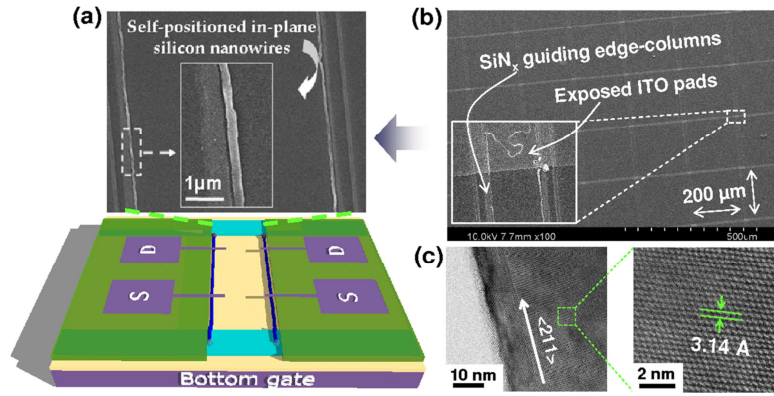 (a)
Self-positioned in-plane
silicon nanowires
1μm
D
D
S
S
Bottom gate
(b)
SiNx guiding edge-columns
Exposed ITO pads
200 μm
10.0kV 7.7mm x100
500um
(c)
<211>
10 nm
3.14 A
2 nm